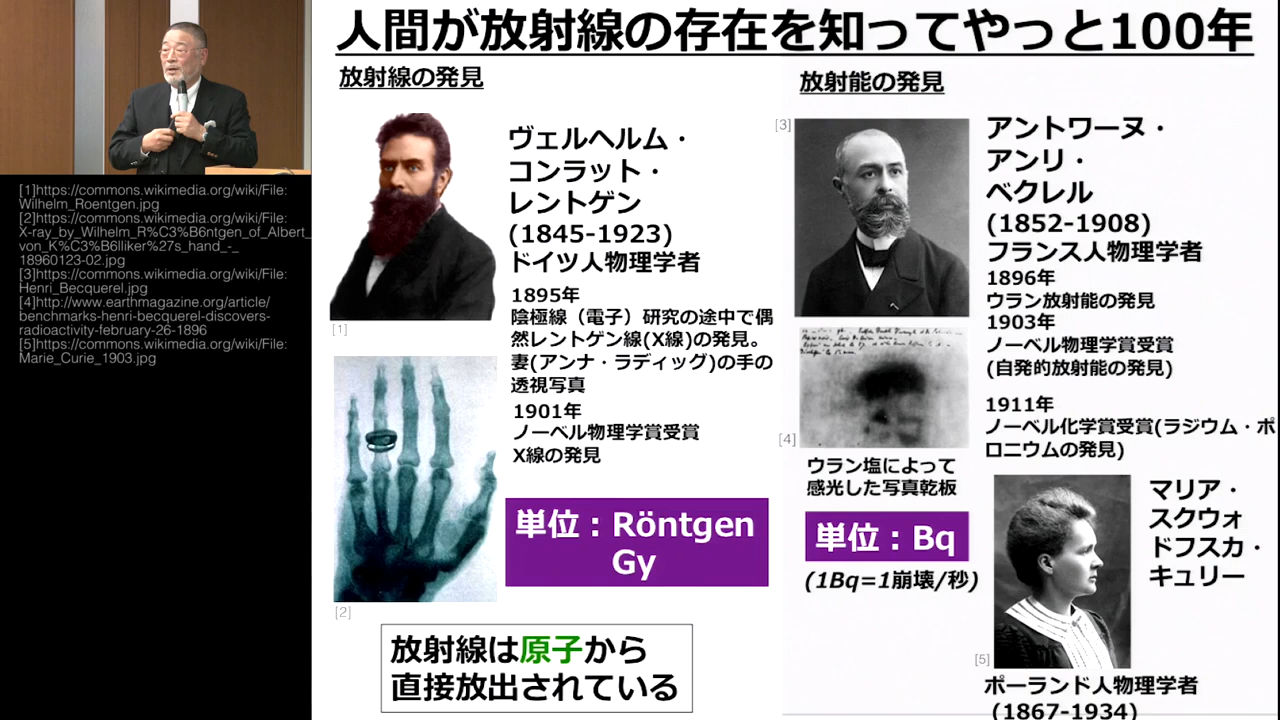 人間が放射線の存在を知ってやっと100年
放射線の発見
ヴェルヘルム・
コンラット・
レントゲン
(1845-1923)
ドイツ人物理学者
1895年
陰極線（電子）研究の途中で偶
然レントゲン線(X線)の発見。
妻(アンナ・ラディッグ)の手の
透視写真
1901年
ノーベル物理学賞受賞
X線の発見
[1]
[2]
単位：Röntgen
Gy
放射線は原子から
直接放出されている
放射能の発見
[3]
アントワーヌ・
アンリ・
ベクレル
(1852-1908)
フランス人物理学者
1896年
ウラン放射能の発見
1903年
ノーベル物理学賞受賞
(自発的放射能の発見)
1911年
ノーベル化学賞受賞(ラジウム・ポ
ロニウムの発見)
[4]
ウラン塩によって
感光した写真乾板
単位：Bq
(1Bq=1崩壊/秒)
マリア・
スクウォ
ドフスカ・
キュリー
[5]
ポーランド人物理学者
(1867-1934)
[1]https://commons.wikimedia.org/wiki/File:
Wilhelm_Roentgen.jpg
[2]https://commons.wikimedia.org/wiki/File:
X-ray_by_Wilhelm_R%C3%B6ntgen_of_Albert_
von_K%C3%B6lliker%27s_hand_-_
18960123-02.jpg
[3]https://commons.wikimedia.org/wiki/File:
Henri_Becquerel.jpg
[4]http://www.earthmagazine.org/article/
benchmarks-henri-becquerel-discovers-
radioactivity-february-26-1896
[5]https://commons.wikimedia.org/wiki/File:
Marie_Curie_1903.jpg